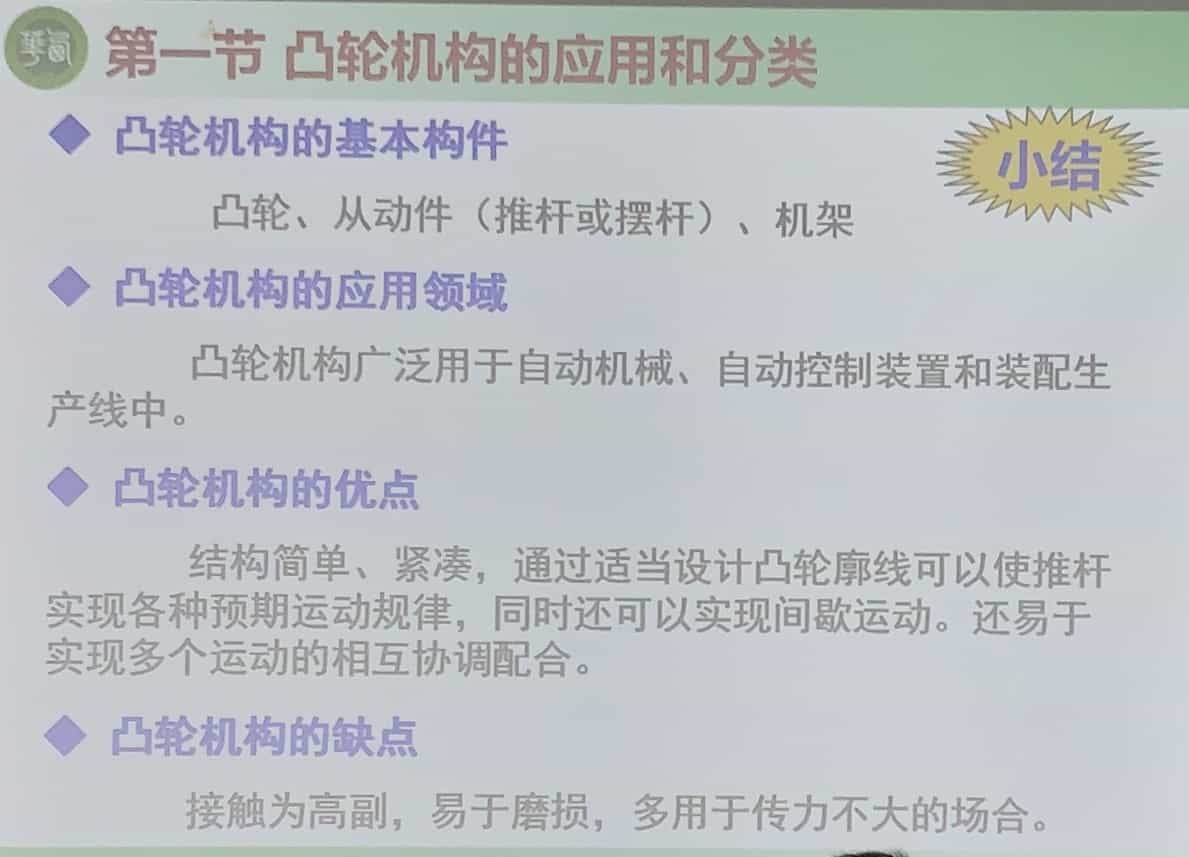 第一节 凸轮机构的应用和分类
小结
◆ 凸轮机构的基本构件
凸轮、从动件（推杆或摆杆）、机架
◆ 凸轮机构的应用领域
凸轮机构广泛用于自动机械、自动控制装置和装配生
产线中。
◆ 凸轮机构的优点
结构简单、紧凑，通过适当设计凸轮廓线可以使推杆
实现各种预期运动规律，同时还可以实现间歇运动。还易于
实现多个运动的相互协调配合。
◆ 凸轮机构的缺点
接触为高副，易于磨损，多用于传力不大的场合。